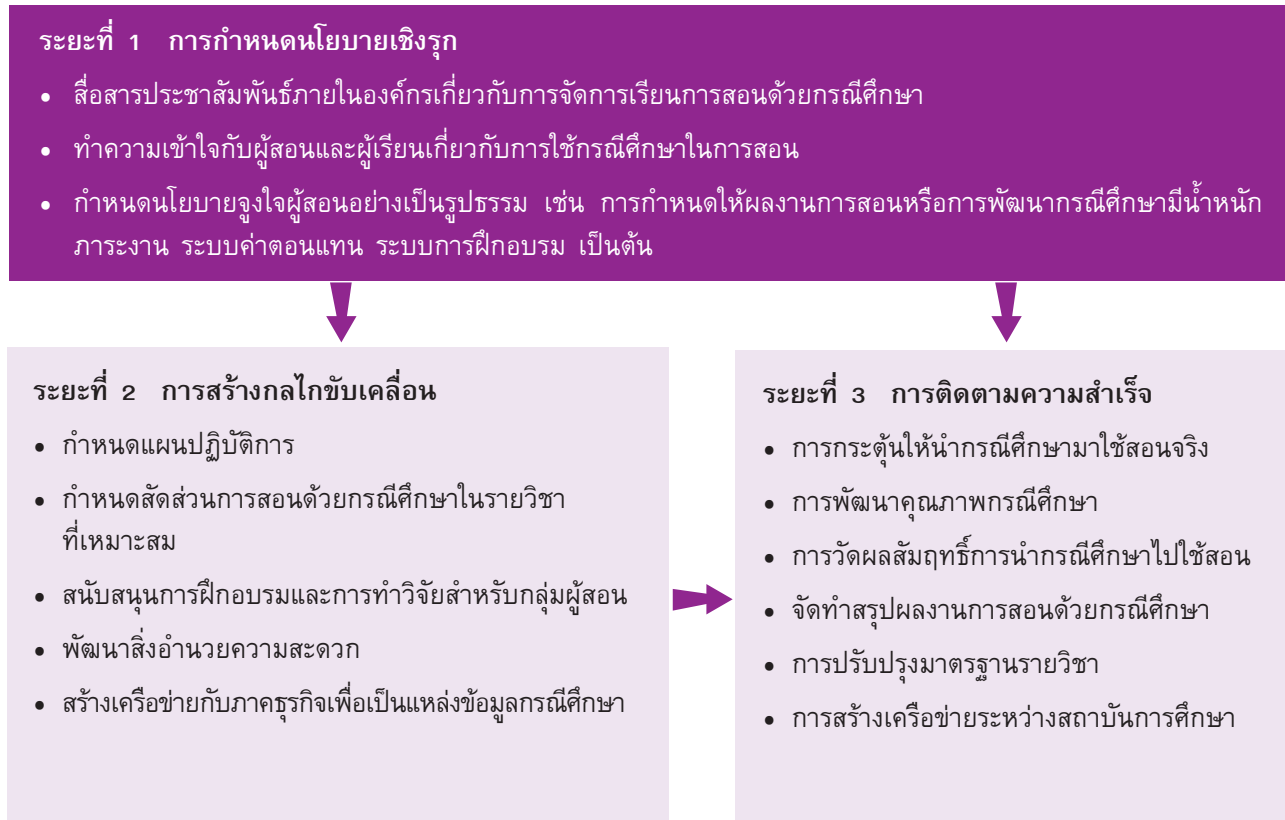 ระยะที่ 1 การกำหนดนโยบายเชิงรุก
• สื่อสารประชาสัมพันธ์ภายในองค์กรเกี่ยวกับการจัดการเรียนการสอนด้วยกรณีศึกษา
• ทำความเข้าใจกับผู้สอนและผู้เรียนเกี่ยวกับการใช้กรณีศึกษาในการสอน
• กำหนดนโยบายจูงใจผู้สอนอย่างเป็นรูปธรรม เช่น การกำหนดให้ผลงานการสอนหรือการพัฒนากรณีศึกษามีน้ำหนัก
ภาระงาน ระบบค่าตอนแทน ระบบการฝึกอบรม เป็นต้น
ระยะที่ 2 การสร้างกลไกขับเคลื่อน
• กำหนดแผนปฏิบัติการ
• กำหนดสัดส่วนการสอนด้วยกรณีศึกษาในรายวิชา
ที่เหมาะสม
• สนับสนุนการฝึกอบรมและการทำวิจัยสำหรับกลุ่มผู้สอน
• พัฒนาสิ่งอำนวยความสะดวก
• สร้างเครือข่ายกับภาคธุรกิจเพื่อเป็นแหล่งข้อมูลกรณีศึกษา
ระยะที่ 3 การติดตามความสำเร็จ
• การกระตุ้นให้นำกรณีศึกษามาใช้สอนจริง
• การพัฒนาคุณภาพกรณีศึกษา
• การวัดผลสัมฤทธิ์การนำกรณีศึกษาไปใช้สอน
• จัดทำสรุปผลงานการสอนด้วยกรณีศึกษา
• การปรับปรุงมาตรฐานรายวิชา
• การสร้างเครือข่ายระหว่างสถาบันการศึกษา